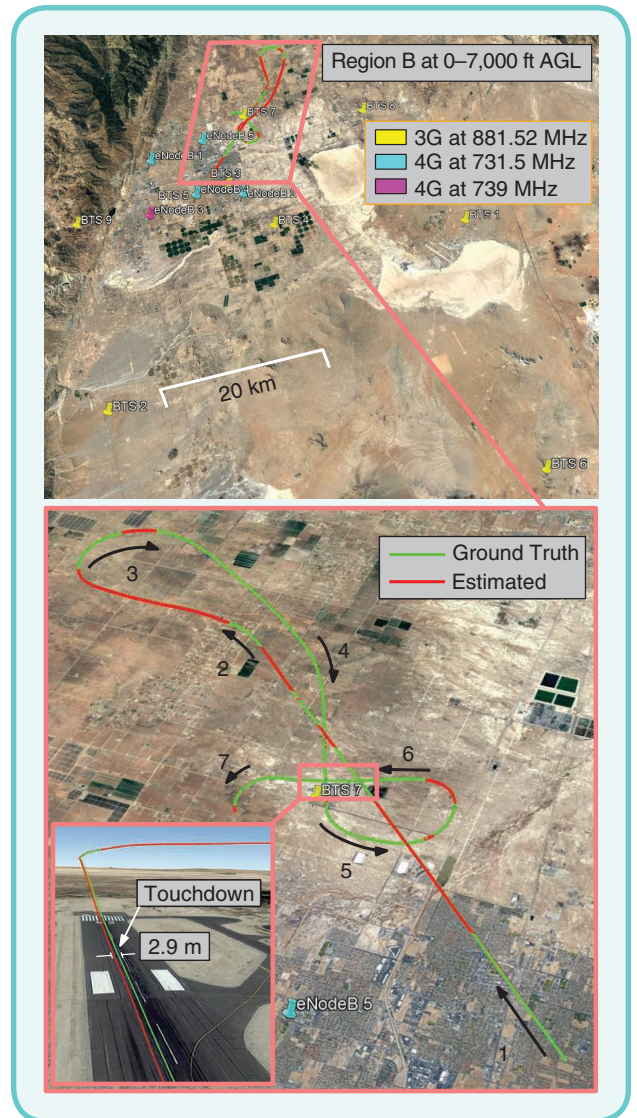 Region B at 0–7,000 ft AGL
BTS 7
BTS 8
3G at 881.52 MHz
4G at 731.5 MHz
4G at 739 MHz
eNodeB 5
eNodeB 1
BTS 3
BTS 5
eNodeB 4
eNodeB 2
eNodeB 3
BTS 9
BTS 4
BTS 1
20 km
BTS 2
BTS 6
Ground Truth
Estimated
3
4
2
7
6
BTS 7
5
Touchdown
2.9 m
eNodeB 5
1